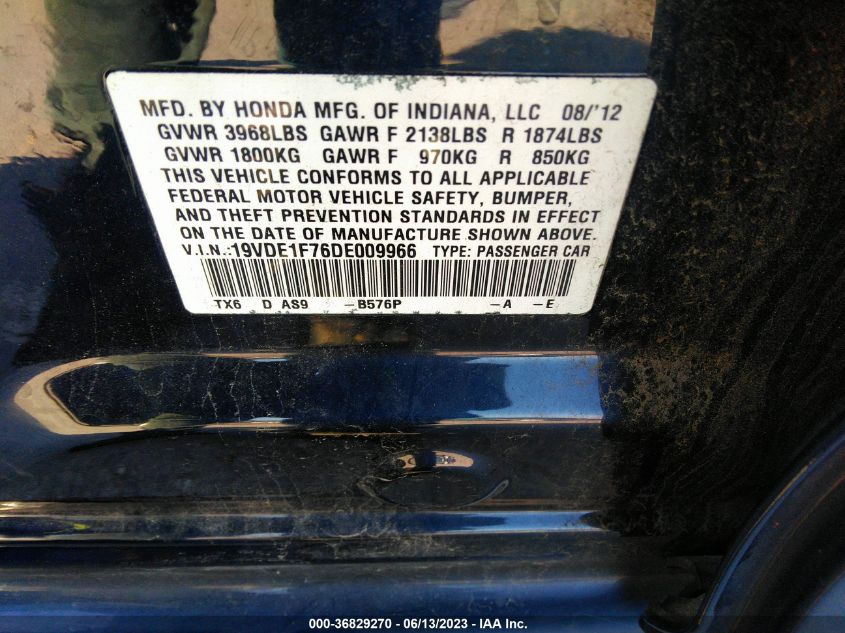 MFD. BY HONDA MFG. OF INDIANA, LLC 08/'12
GVWR 3968LBS GAWR F 2138LBS R 1874LBS
GVWR 1800KG GAWR F 970KG R 850KG
THIS VEHICLE CONFORMS TO ALL APPLICABLE
FEDERAL MOTOR VEHICLE SAFETY, BUMPER,
AND THEFT PREVENTION STANDARDS IN EFFECT
ON THE DATE OF MANUFACTURE SHOWN ABOVE.
V.I.N.:19VDE1F76DE009966 TYPE: PASSENGER CAR
TX6 D AS9 -B576P -A -E
000-36829270 - 06/13/2023 - IAA Inc.